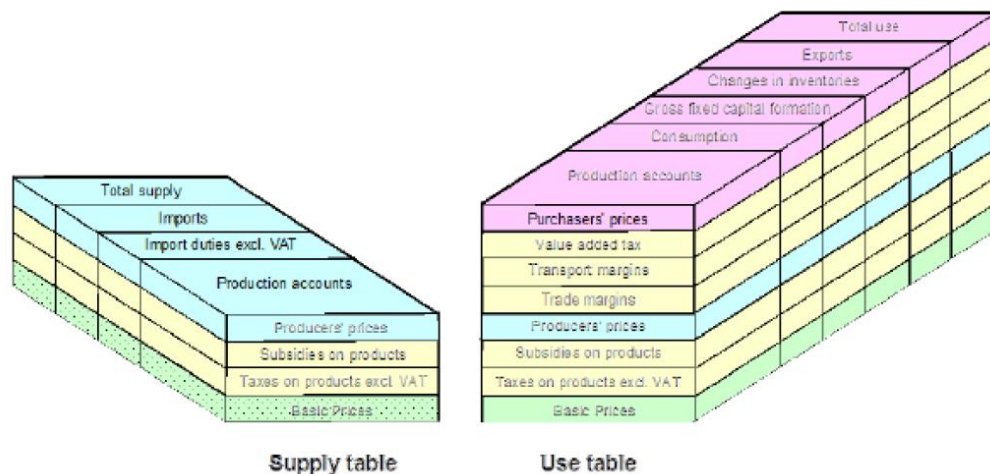 Total supply
Imports
Import duties excl. VAT
Production accounts
Producers' prices
Subsidies on products
Taxes on products excl. VAT
Basic Prices
Supply table
Total use
Exports
Changes in inventories
Gross fixed capital formation
Consumption
Production accounts
Purchasers' prices
Value added tax
Transport margins
Trade margins
Producers' prices
Subsidies on products
Taxes on products excl. VAT
Basic Prices
Use table